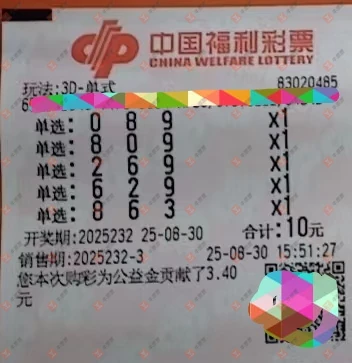 中国福利彩票
CHINA WELFARE LOTTERY
玩法:3D-单式 83020485
单选: 0 8 9 X1
单选: 8 0 9 X1
单选: 2 6 9 X1
单选: 6 2 9 X1
单选: 8 6 3 X1
开奖期:2025232 25-08-30 合计:10元
销售期:2025232-3 25-08-30 15:51:27
您本次购彩为公益金贡献了3.40
元